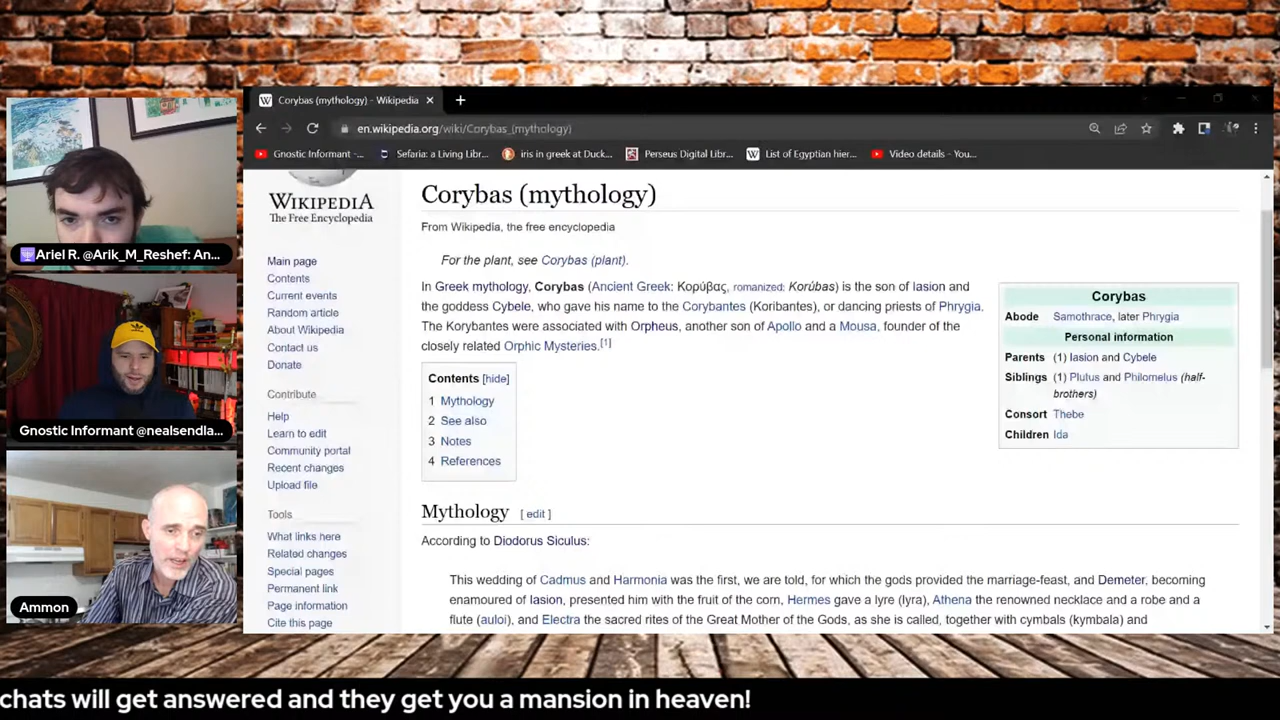 Corybas (mythology) - Wikipedia
en.wikipedia.org/wiki/Corybas_(mythology)
Gnostic Informant -...
Sefaria: a Living Libr...
iris in greek at Duck...
Perseus Digital Libr...
List of Egyptian hier...
Video details - You...
WIKIPEDIA
The Free Encyclopedia
Main page
Contents
Current events
Random article
About Wikipedia
Contact us
Donate
Contribute
Help
Learn to edit
Community portal
Recent changes
Upload file
Tools
What links here
Related changes
Special pages
Permanent link
Page information
Cite this page
Corybas (mythology)
From Wikipedia, the free encyclopedia
For the plant, see Corybas (plant).
In Greek mythology, Corybas (Ancient Greek: Κορύβας, romanized: Korúbas) is the son of Iasion and
the goddess Cybele, who gave his name to the Corybantes (Koribantes), or dancing priests of Phrygia.
The Korybantes were associated with Orpheus, another son of Apollo and a Mousa, founder of the
closely related Orphic Mysteries.[1]
Contents [hide]
1 Mythology
2 See also
3 Notes
4 References
Corybas
Abode Samothrace, later Phrygia
Personal information
Parents (1) Iasion and Cybele
Siblings (1) Plutus and Philomelus (half-
brothers)
Consort Thebe
Children Ida
Mythology [ edit ]
According to Diodorus Siculus:
This wedding of Cadmus and Harmonia was the first, we are told, for which the gods provided the marriage-feast, and Demeter, becoming
enamoured of Iasion, presented him with the fruit of the corn, Hermes gave a lyre (lyra), Athena the renowned necklace and a robe and a
flute (auloi), and Electra the sacred rites of the Great Mother of the Gods, as she is called, together with cymbals (kymbala) and
Ariel R. @Arik_M_Reshef: An...
Gnostic Informant @nealsendla...
Ammon
chats will get answered and they get you a mansion in heaven!